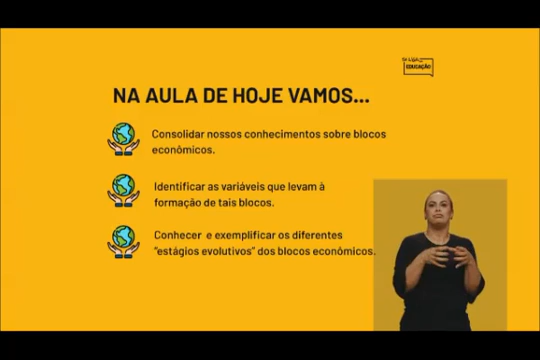 EDUCAÇÃO
NA AULA DE HOJE VAMOS...
Consolidar nossos conhecimentos sobre blocos
econômicos.
Identificar as variáveis que levam à
formação de tais blocos.
Conhecer e exemplificar os diferentes
“estágios evolutivos” dos blocos econômicos.